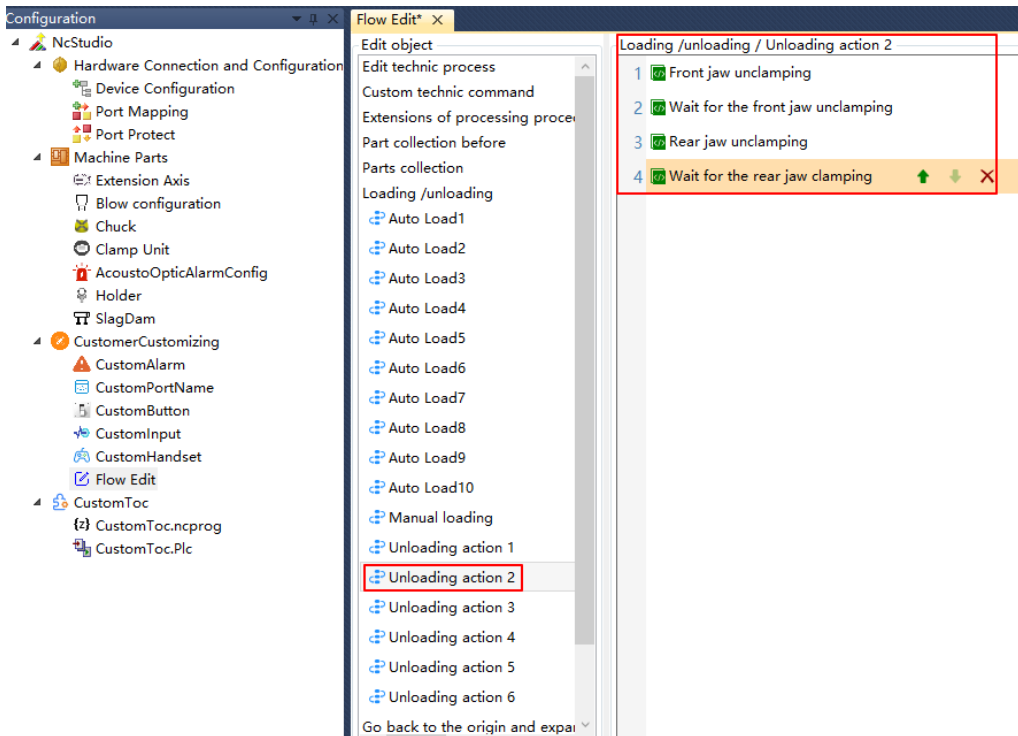 Configuration
NcStudio
Hardware Connection and Configuration
Device Configuration
Port Mapping
Port Protect
Machine Parts
Extension Axis
Blow configuration
Chuck
Clamp Unit
AcoustoOpticAlarmConfig
Holder
SlagDam
CustomerCustomizing
CustomAlarm
CustomPortName
CustomButton
CustomInput
CustomHandset
Flow Edit
CustomToc
{z} CustomToc.ncprog
CustomToc.Plc
Flow Edit*
Edit object
Edit technic process
Custom technic command
Extensions of processing proce
Part collection before
Parts collection
Loading /unloading
Auto Load1
Auto Load2
Auto Load3
Auto Load4
Auto Load5
Auto Load6
Auto Load7
Auto Load8
Auto Load9
Auto Load10
Manual loading
Unloading action 1
Unloading action 2
Unloading action 3
Unloading action 4
Unloading action 5
Unloading action 6
Go back to the origin and expa
Loading /unloading / Unloading action 2
1 Front jaw unclamping
2 Wait for the front jaw unclamping
3 Rear jaw unclamping
4 Wait for the rear jaw clamping